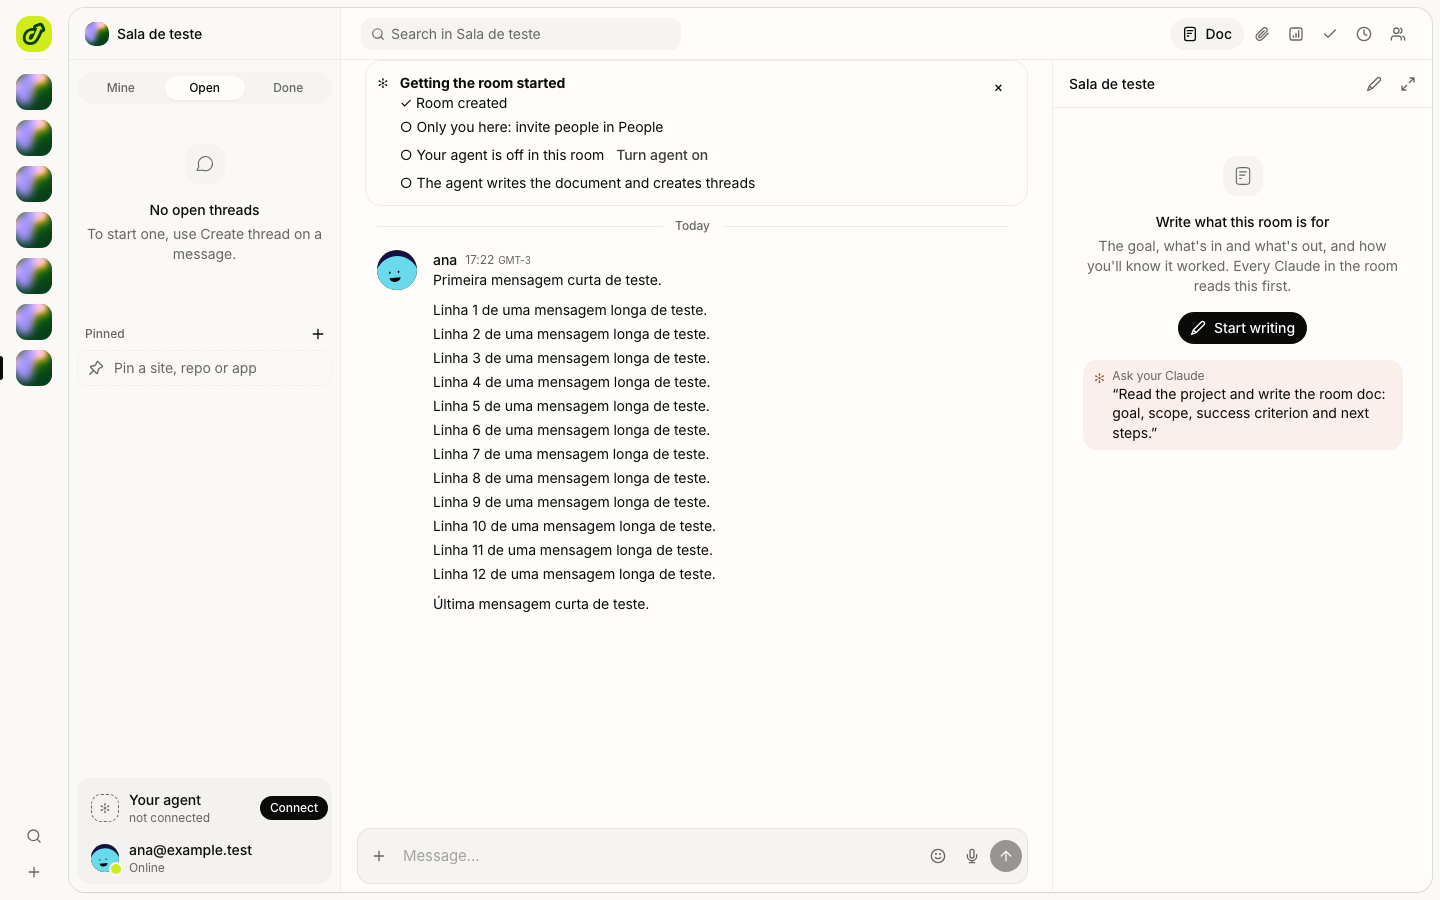 Sala de teste
Search in Sala de teste
Doc
Mine
Open
Done
No open threads
To start one, use Create thread on a
message.
Pinned
Pin a site, repo or app
Your agent
not connected
Connect
ana@example.test
Online
Getting the room started
Room created
Only you here: invite people in People
Your agent is off in this room Turn agent on
The agent writes the document and creates threads
Today
ana 17:22 GMT-3
Primeira mensagem curta de teste.
Linha 1 de uma mensagem longa de teste.
Linha 2 de uma mensagem longa de teste.
Linha 3 de uma mensagem longa de teste.
Linha 4 de uma mensagem longa de teste.
Linha 5 de uma mensagem longa de teste.
Linha 6 de uma mensagem longa de teste.
Linha 7 de uma mensagem longa de teste.
Linha 8 de uma mensagem longa de teste.
Linha 9 de uma mensagem longa de teste.
Linha 10 de uma mensagem longa de teste.
Linha 11 de uma mensagem longa de teste.
Linha 12 de uma mensagem longa de teste.
Última mensagem curta de teste.
Message...
Sala de teste
Write what this room is for
The goal, what's in and what's out, and how
you'll know it worked. Every Claude in the room
reads this first.
Start writing
Ask your Claude
“Read the project and write the room doc:
goal, scope, success criterion and next
steps.”